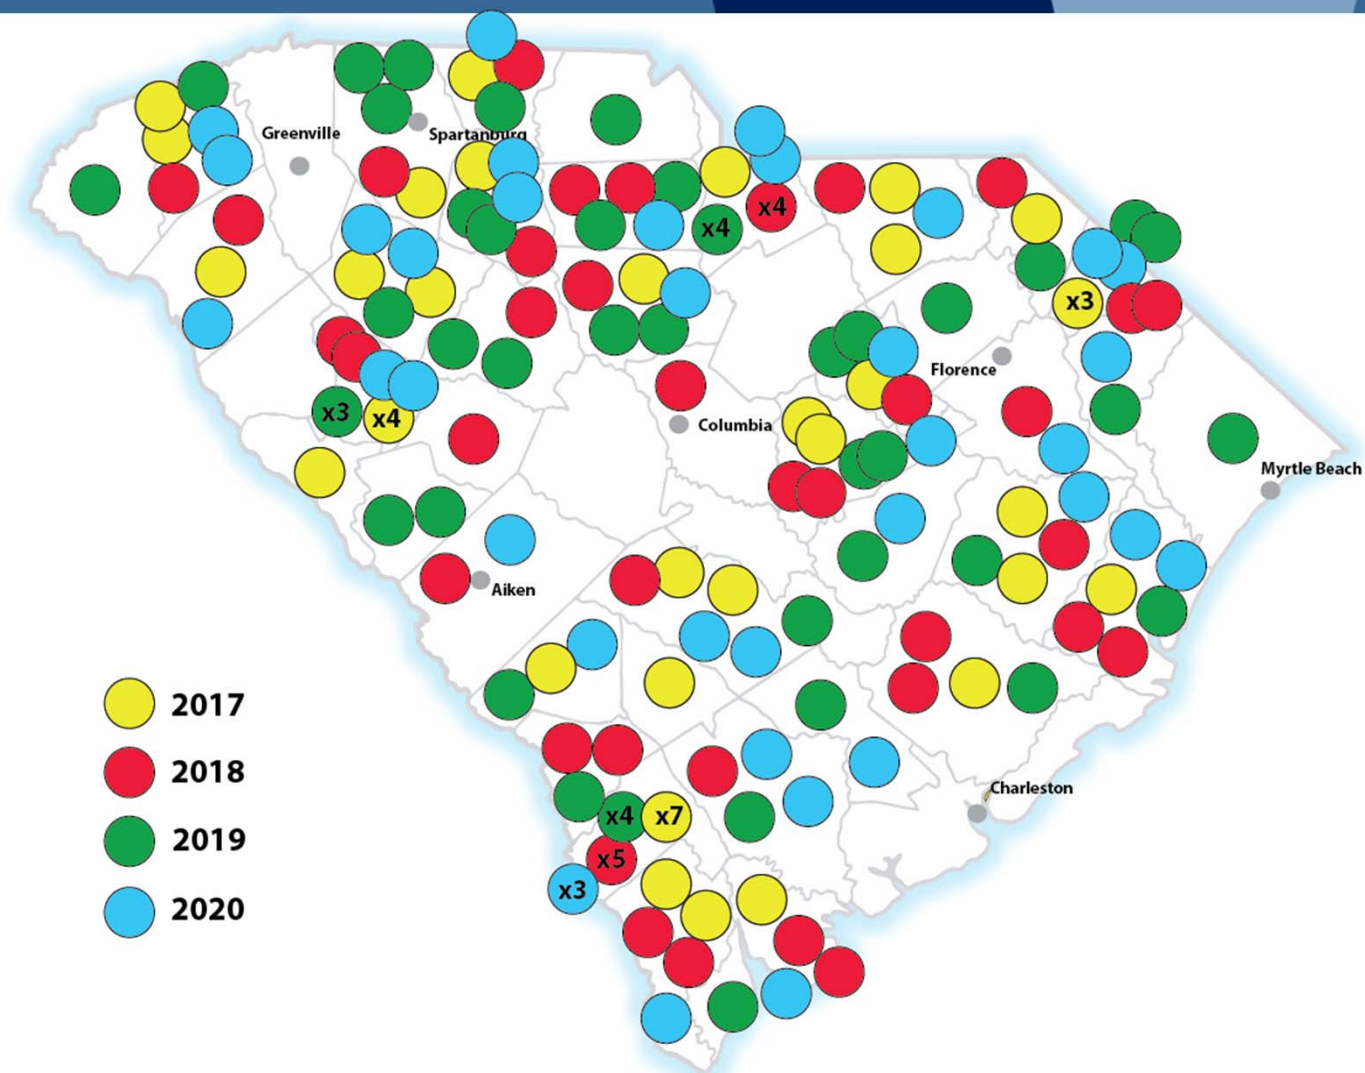 Greenville
Spartanburg
x4
x4
x3
Florence
x3
x4
Columbia
Myrtle Beach
Aiken
2017
2018
2019
2020
Charleston
x4
x7
x5
x3